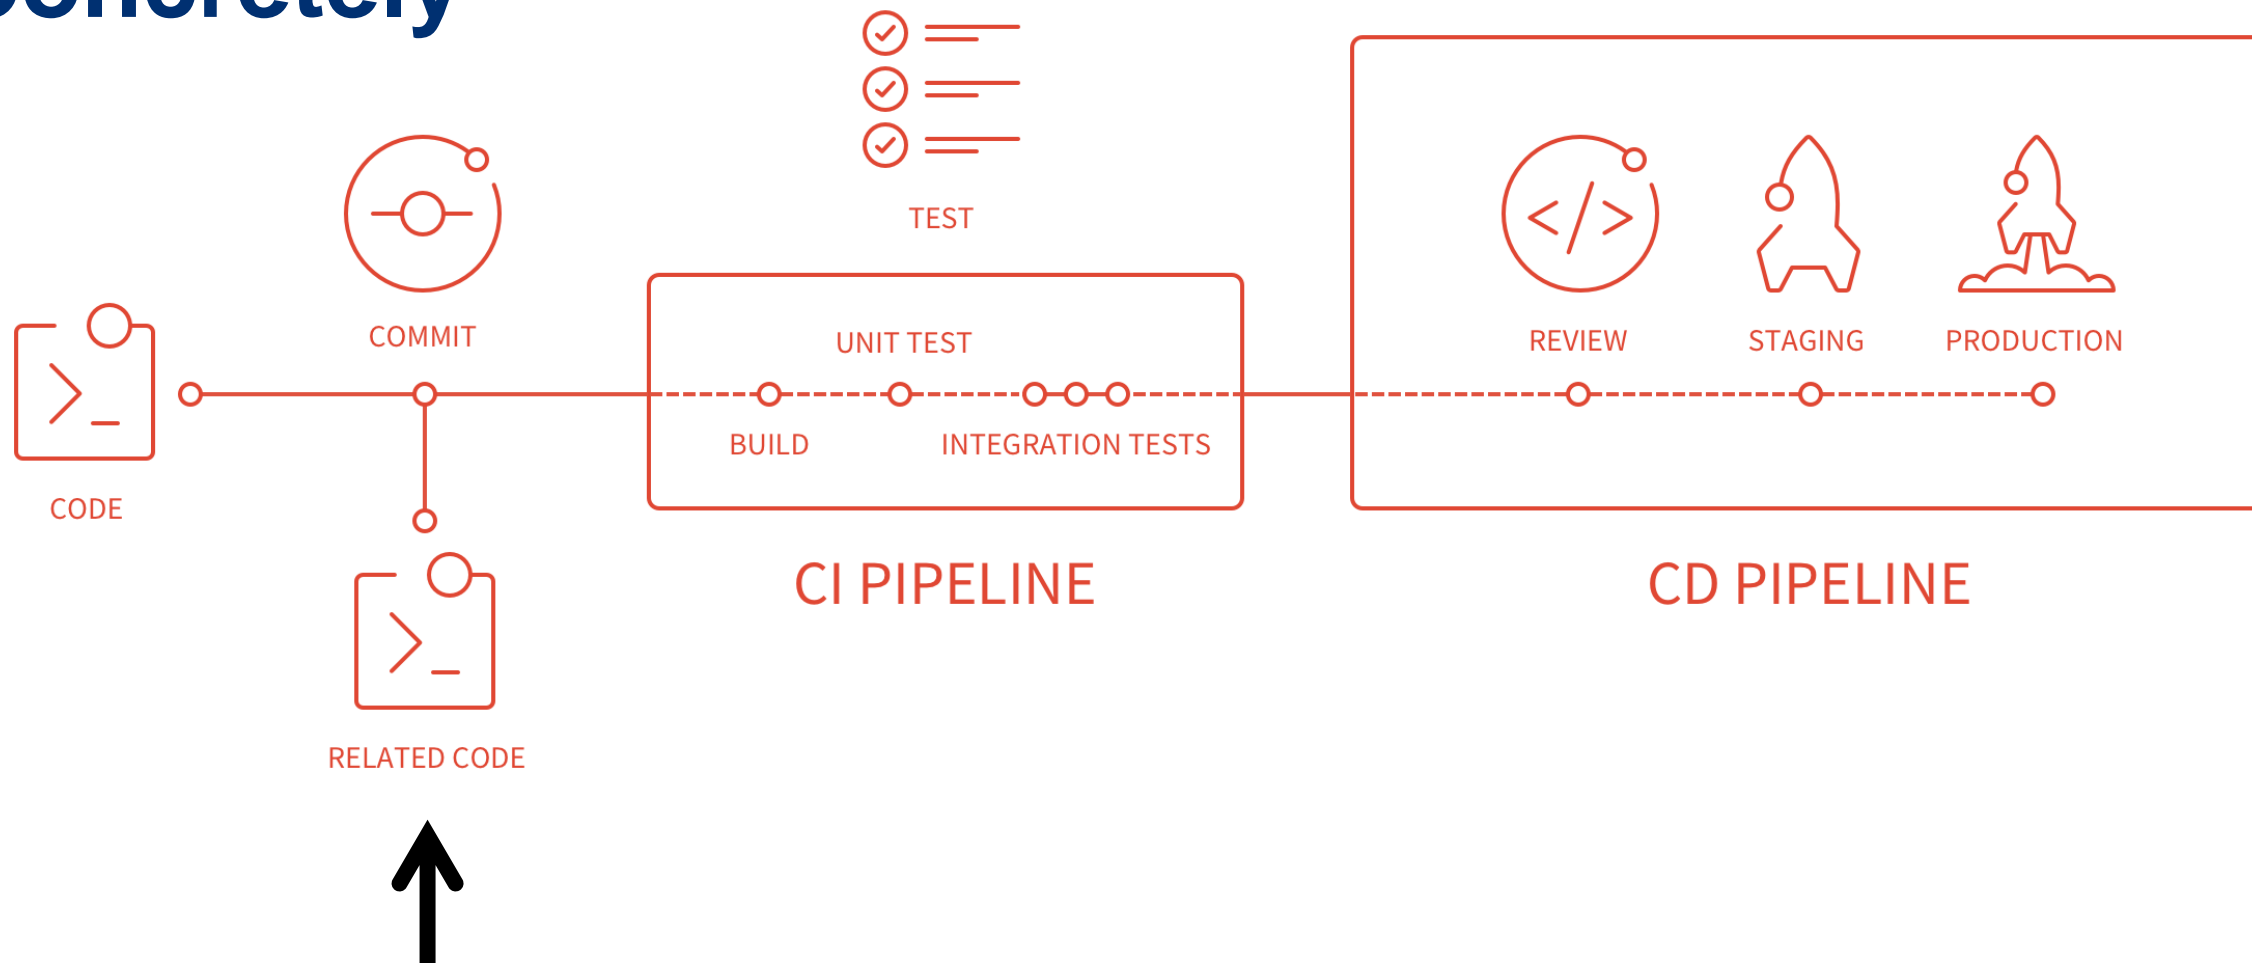 TEST
COMMIT
UNIT TEST
REVIEW
STAGING
PRODUCTION
CODE
BUILD
INTEGRATION TESTS
CI PIPELINE
CD PIPELINE
RELATED CODE